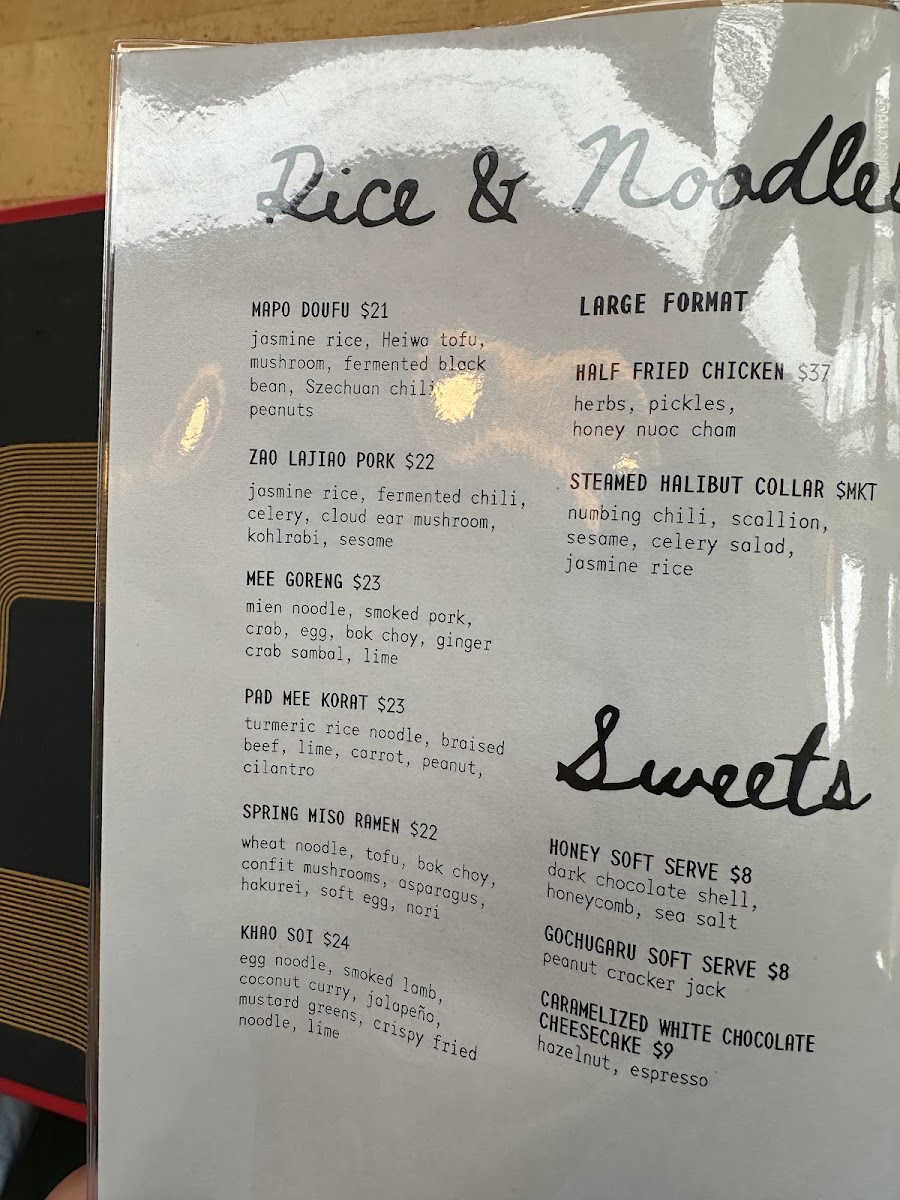 Rice & Noodles
MAPO DOUFU $21
jasmine rice, Heiwa tofu,
mushroom, fermented black
bean, Szechuan chili
peanuts
ZAO LAJIAO PORK $22
jasmine rice, fermented chili,
celery, cloud ear mushroom,
kohlrabi, sesame
MEE GORENG $23
mien noodle, smoked pork,
crab, egg, bok choy, ginger
crab sambal, lime
PAD MEE KORAT $23
turmeric rice noodle, braised
beef, lime, carrot, peanut,
cilantro
SPRING MISO RAMEN $22
wheat noodle, tofu, bok choy,
confit mushrooms, asparagus,
hakurei, soft egg, nori
KHAO SOI $24
egg noodle, smoked lamb,
coconut curry, jalapeño,
mustard greens, crispy fried
noodle, lime
LARGE FORMAT
HALF FRIED CHICKEN $37
herbs, pickles,
honey nuoc cham
STEAMED HALIBUT COLLAR $MKT
numbing chili, scallion,
sesame, celery salad,
jasmine rice
Sweets
HONEY SOFT SERVE $8
dark chocolate shell,
honeycomb, sea salt
GOCHUGARU SOFT SERVE $8
peanut cracker jack
CARAMELIZED WHITE CHOCOLATE
CHEESECAKE $9
hazelnut, espresso